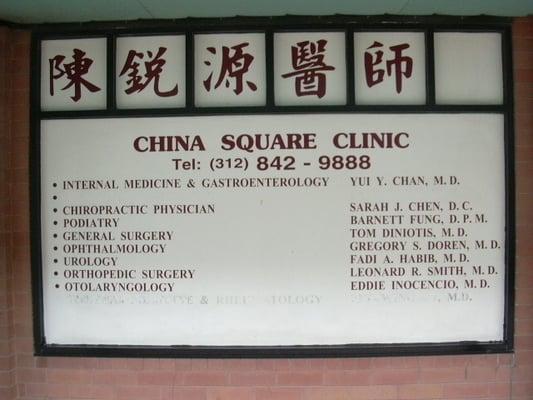 陳銳源醫師
CHINA SQUARE CLINIC
Tel: (312) 842 - 9888
• INTERNAL MEDICINE & GASTROENTEROLOGY YUI Y. CHAN, M. D.
•
• CHIROPRACTIC PHYSICIAN SARAH J. CHEN, D. C.
• PODIATRY BARNETT FUNG, D. P. M.
• GENERAL SURGERY TOM DINIOTIS, M. D.
• OPHTHALMOLOGY GREGORY S. DOREN, M. D.
• UROLOGY FADI A. HABIB, M. D.
• ORTHOPEDIC SURGERY LEONARD R. SMITH, M. D.
• OTOLARYNGOLOGY EDDIE INOCENCIO, M. D.
& RHEUMATOLOGY M. D.